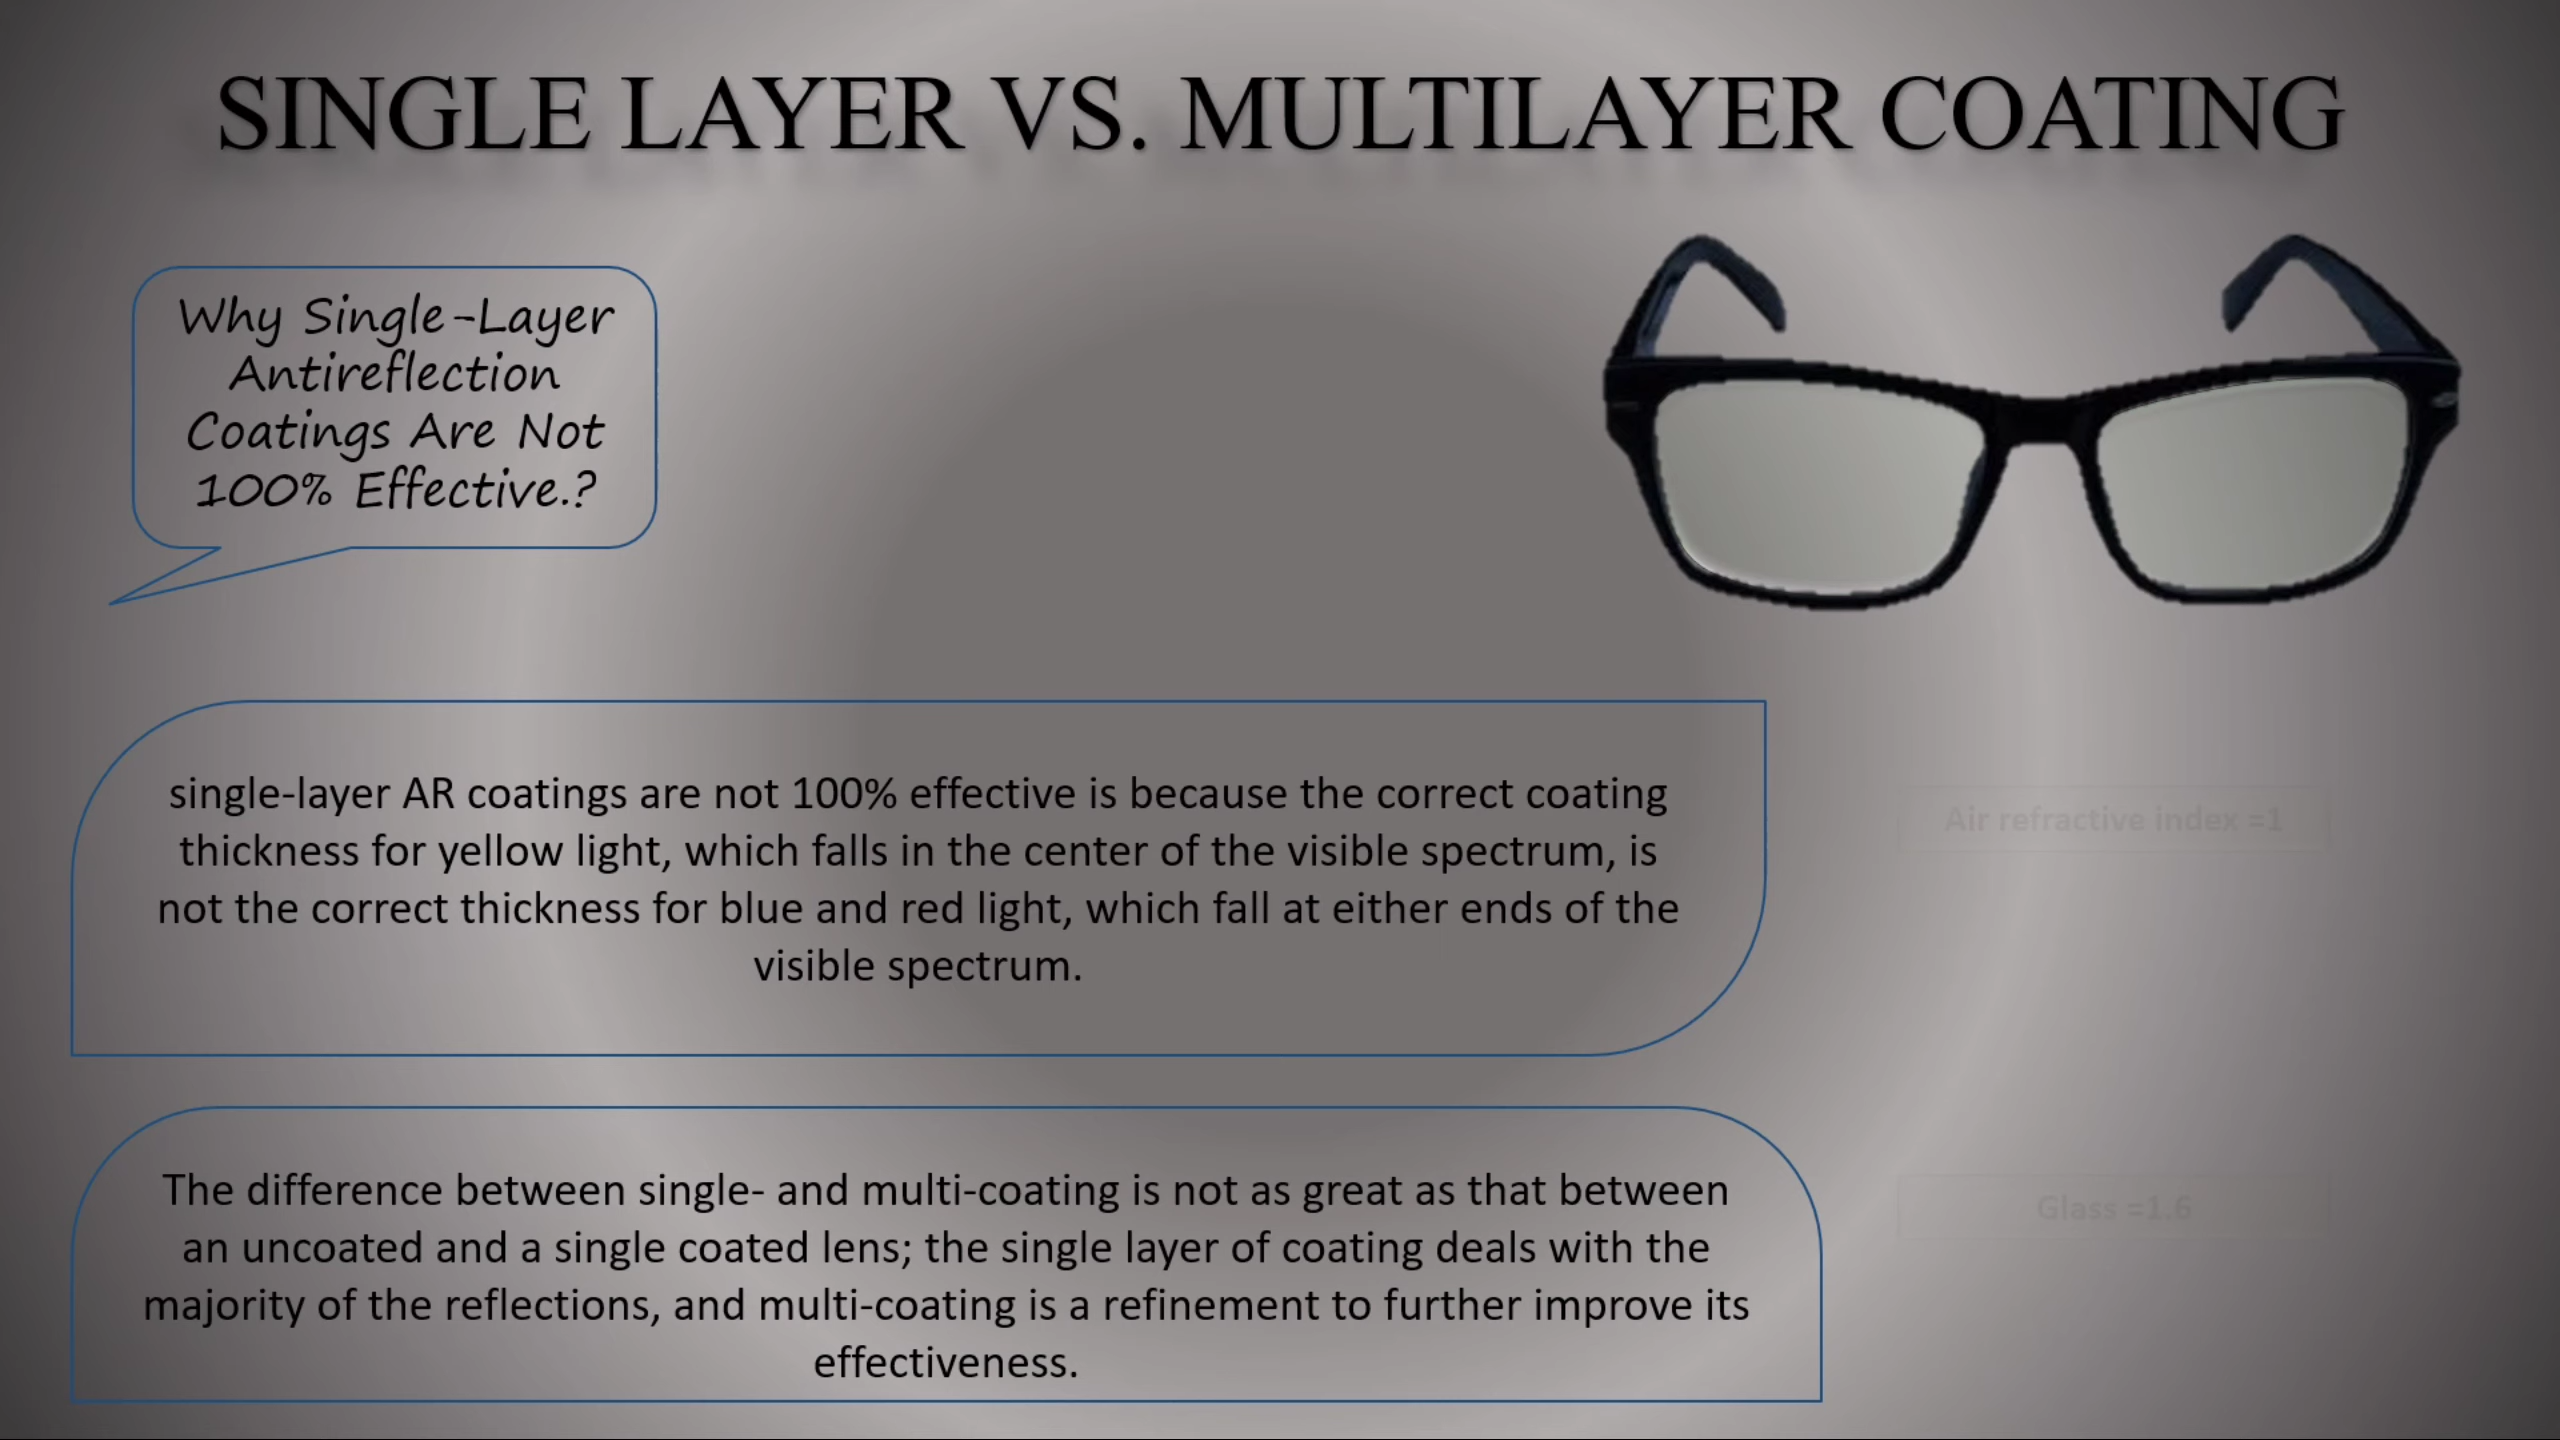 SINGLE LAYER VS. MULTILAYER COATING
Why Single-Layer
Antireflection
Coatings Are Not
100% Effective.?
single-layer AR coatings are not 100% effective is because the correct coating
thickness for yellow light, which falls in the center of the visible spectrum, is
not the correct thickness for blue and red light, which fall at either ends of the
visible spectrum.
Air refractive index =1
The difference between single- and multi-coating is not as great as that between
an uncoated and a single coated lens; the single layer of coating deals with the
majority of the reflections, and multi-coating is a refinement to further improve its
effectiveness.
Glass =1.6